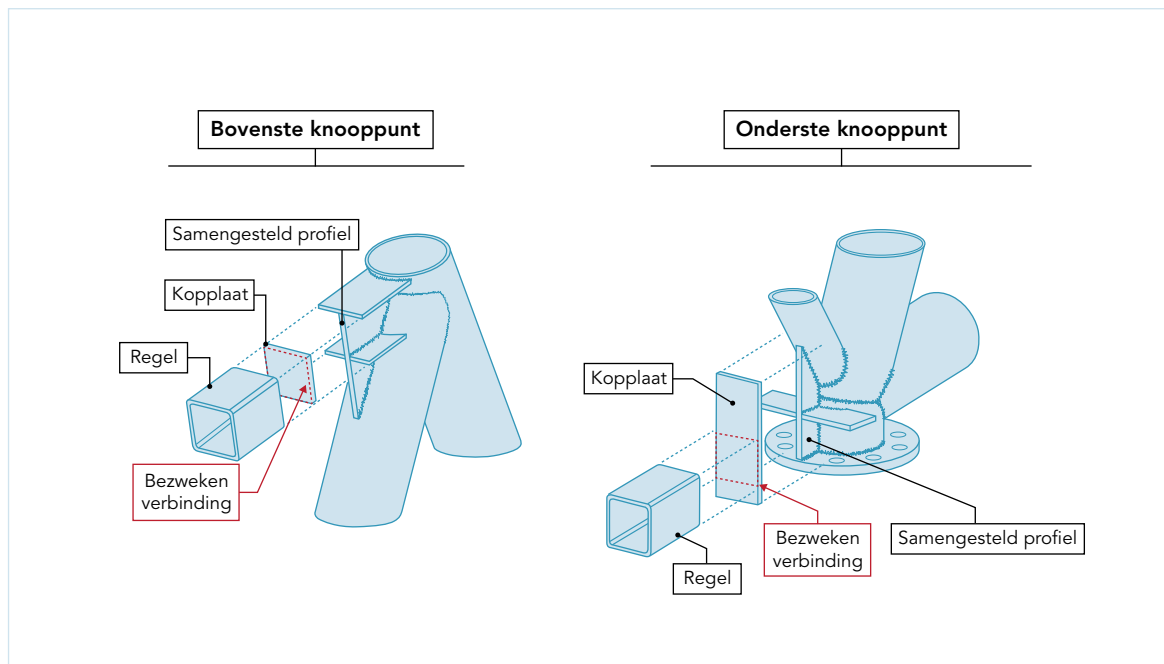 Bovenste knooppunt
Samengesteld profiel
Kopplaat
Regel
Bezweken
verbinding
Onderste knooppunt
Kopplaat
Bezweken
verbinding
Samengesteld profiel
Regel